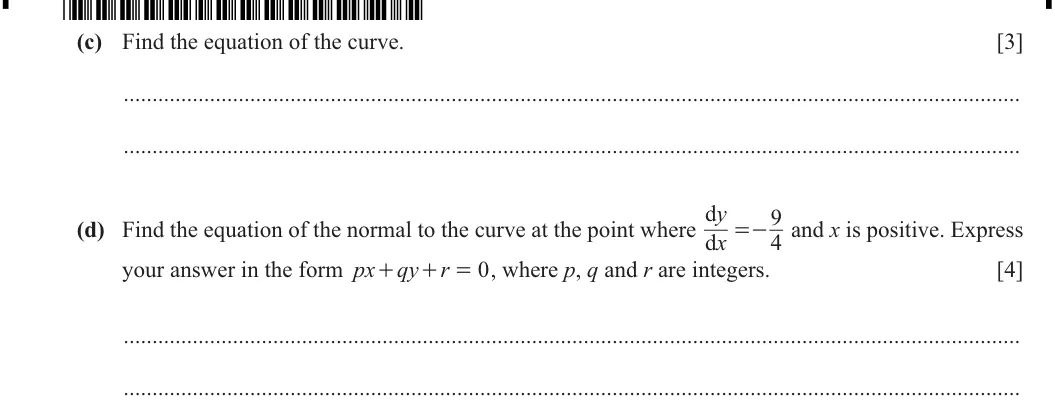 (c) Find the equation of the curve. [3]
(d) Find the equation of the normal to the curve at the point where dy/dx = −9/4 and x is positive. Express
your answer in the form px + qy + r = 0, where p, q and r are integers. [4]